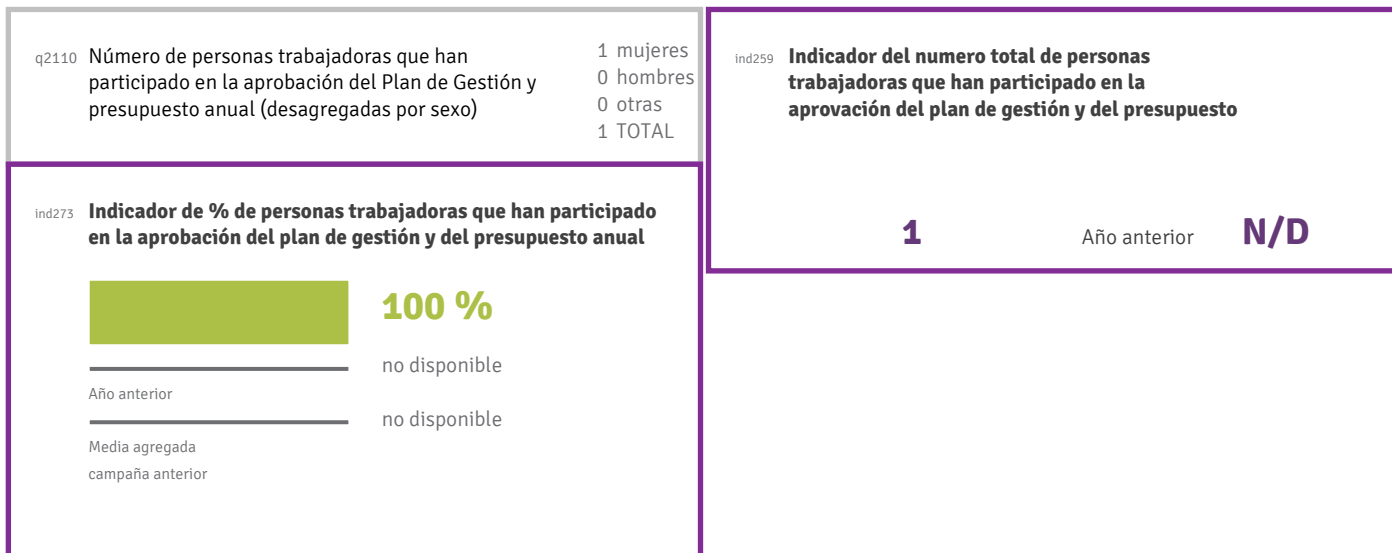 q2110 Número de personas trabajadoras que han
participado en la aprobación del Plan de Gestión y
presupuesto anual (desagregadas por sexo)
1 mujeres
0 hombres
0 otras
1 TOTAL
ind259 Indicador del numero total de personas
trabajadoras que han participado en la
aprovación del plan de gestión y del presupuesto
1 Año anterior N/D
ind273 Indicador de % de personas trabajadoras que han participado
en la aprobación del plan de gestión y del presupuesto anual
100 %
no disponible
Año anterior
no disponible
Media agregada
campaña anterior